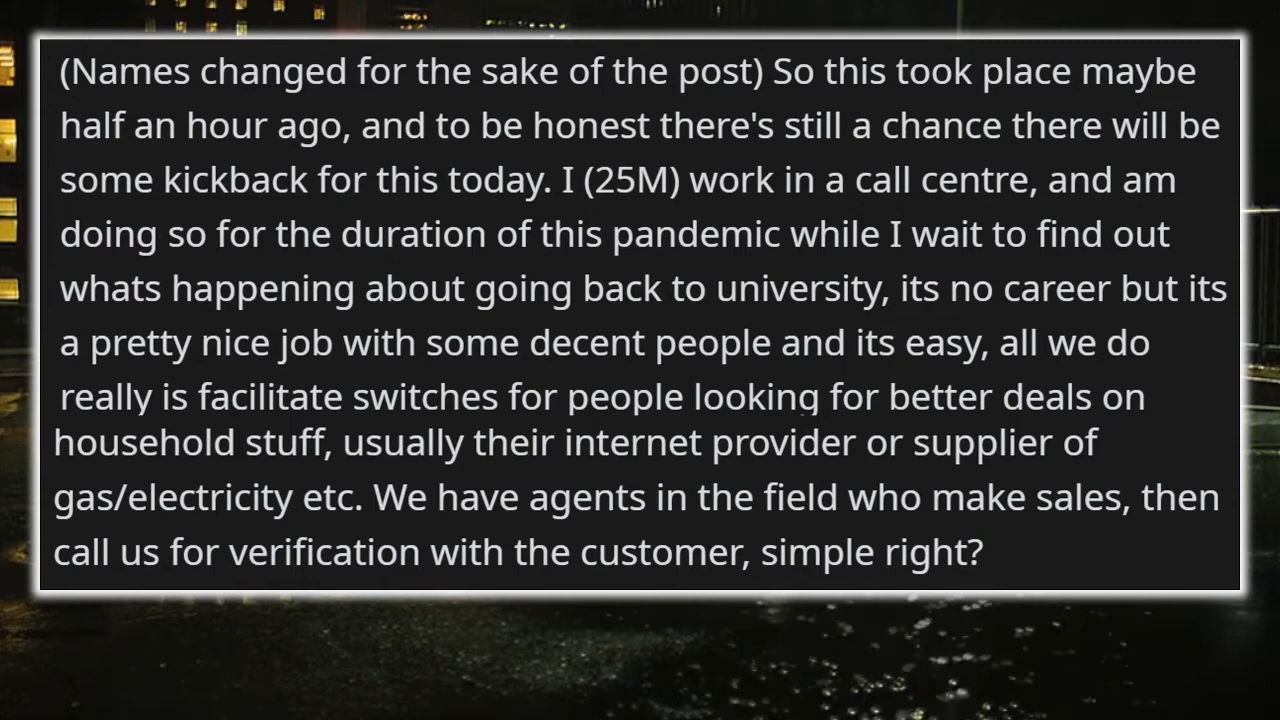 (Names changed for the sake of the post) So this took place maybe
half an hour ago, and to be honest there's still a chance there will be
some kickback for this today. I (25M) work in a call centre, and am
doing so for the duration of this pandemic while I wait to find out
whats happening about going back to university, its no career but its
a pretty nice job with some decent people and its easy, all we do
really is facilitate switches for people looking for better deals on
household stuff, usually their internet provider or supplier of
gas/electricity etc. We have agents in the field who make sales, then
call us for verification with the customer, simple right?